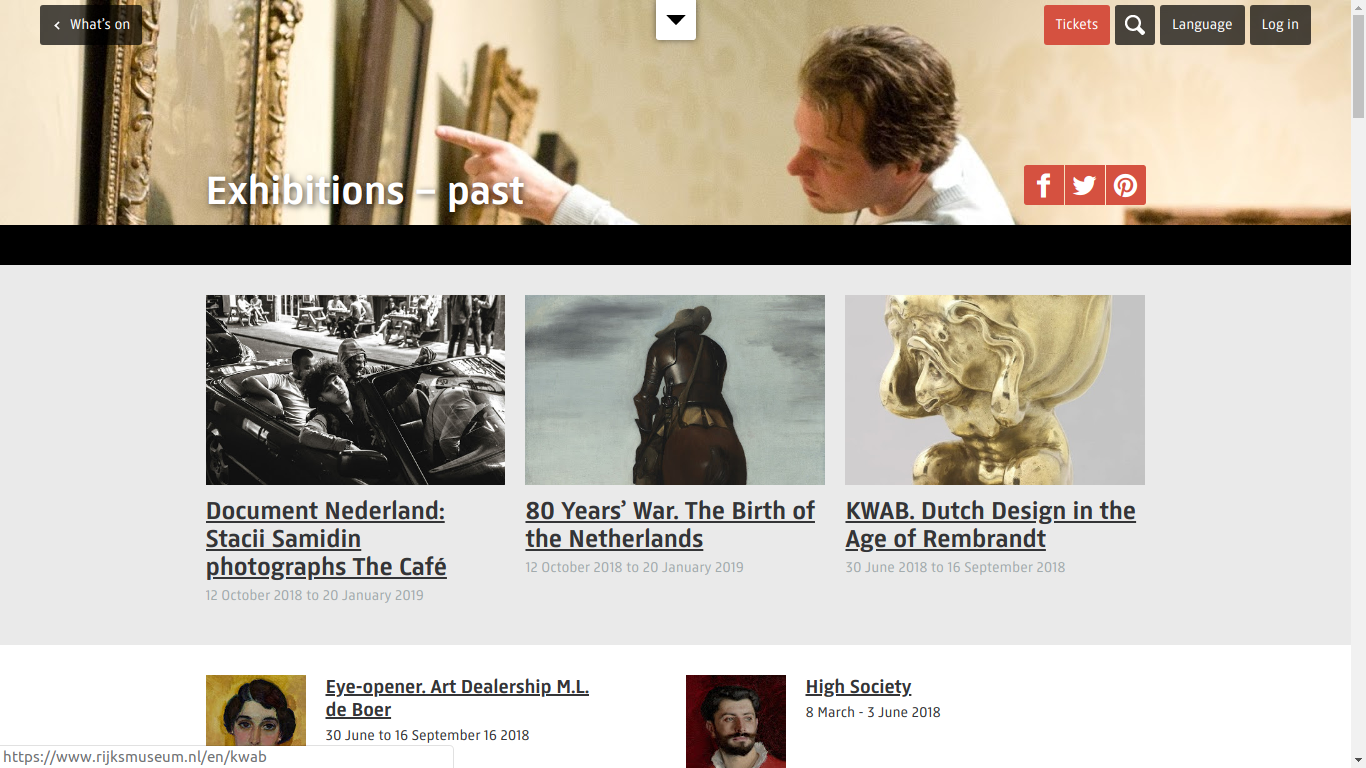 What's on
Tickets
Language
Log in
Exhibitions – past
Document Nederland:
Stacii Samidin
photographs The Café
12 October 2018 to 20 January 2019
80 Years’ War. The Birth of
the Netherlands
12 October 2018 to 20 January 2019
KWAB. Dutch Design in the
Age of Rembrandt
30 June 2018 to 16 September 2018
Eye-opener. Art Dealership M.L.
de Boer
30 June to 16 September 16 2018
High Society
8 March - 3 June 2018
https://www.rijksmuseum.nl/en/kwab